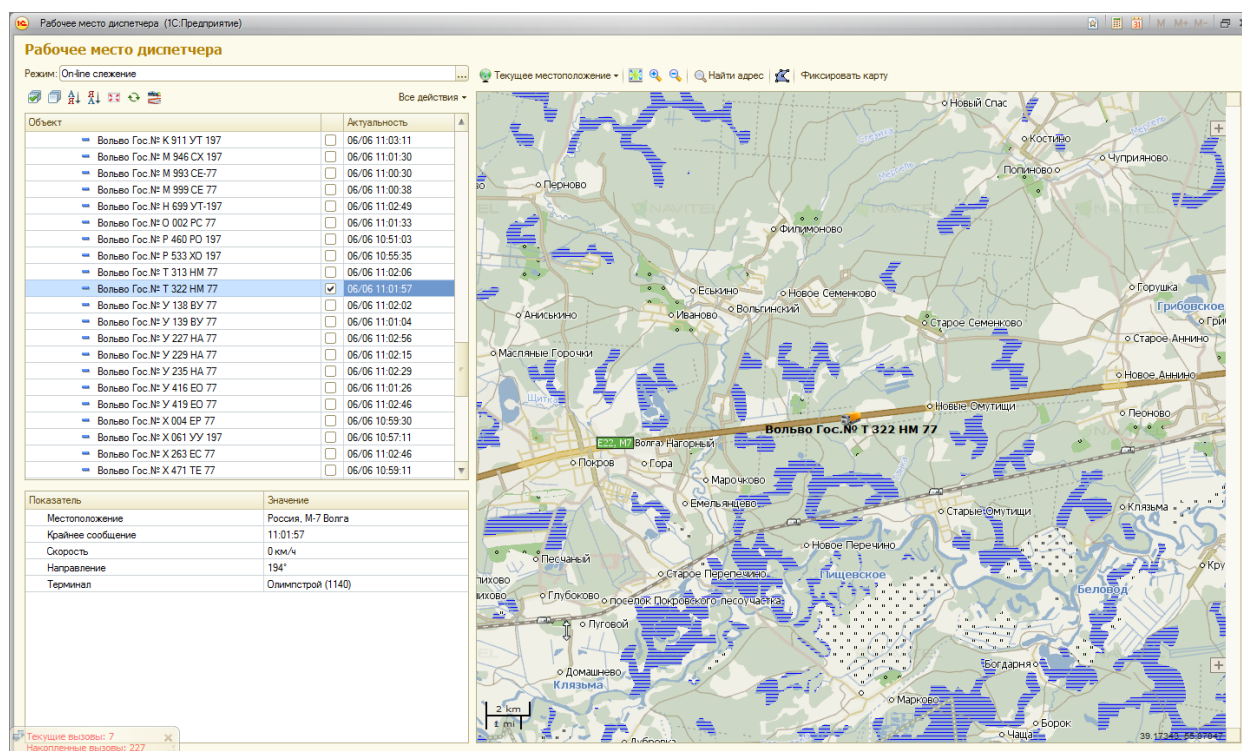 Рабочее место диспетчера (1С:Предприятие)
M M+ M-
Рабочее место диспетчера
Режим: On-line слежение ...
Текущее местоположение
Найти адрес
Фиксировать карту
Все действия
Объект Актуальность
Вольво Гос.№ К 911 УТ 197 06/06 11:03:11
Вольво Гос.№ М 946 СХ 197 06/06 11:01:30
Вольво Гос.№ М 993 СЕ-77 06/06 11:00:30
Вольво Гос.№ М 999 СЕ 77 06/06 11:00:38
Вольво Гос.№ Н 699 УТ-197 06/06 11:02:49
Вольво Гос.№ О 002 РС 77 06/06 11:01:33
Вольво Гос.№ Р 460 РО 197 06/06 10:51:03
Вольво Гос.№ Р 533 ХО 197 06/06 10:55:35
Вольво Гос.№ Т 313 НМ 77 06/06 11:02:06
Вольво Гос.№ Т 322 НМ 77 06/06 11:01:57
Вольво Гос.№ У 138 ВУ 77 06/06 11:02:02
Вольво Гос.№ У 139 ВУ 77 06/06 11:01:04
Вольво Гос.№ У 227 НА 77 06/06 11:02:56
Вольво Гос.№ У 229 НА 77 06/06 11:02:15
Вольво Гос.№ У 235 НА 77 06/06 11:02:29
Вольво Гос.№ У 416 ЕО 77 06/06 11:01:26
Вольво Гос.№ У 419 ЕО 77 06/06 11:02:46
Вольво Гос.№ Х 004 ЕР 77 06/06 10:59:30
Вольво Гос.№ Х 061 УУ 197 06/06 10:57:11
Вольво Гос.№ Х 263 ЕС 77 06/06 11:02:46
Вольво Гос.№ Х 471 ТЕ 77 06/06 10:59:11
Показатель Значение
Местоположение Россия, М-7 Волга
Крайнее сообщение 11:01:57
Скорость 0 км/ч
Направление 194°
Терминал Олимпстрой (1140)
Текущие вызовы: 7
Накопленные вызовы: 227
Новый Спас
Костино
Чуприяново
Попиново
Перново
NAVITEL
NAVITEL
Филимоново
Еськино
Новое Семенково
Горушка
Грибовское
Вольгинский
Иваново
Аниськино
Старое Семенково
Старое Аннино
Масляные Горочки
Новое Аннино
Новые Омутищи
Леоново
Вольво Гос.№ Т 322 НМ 77
E22, М7 Волга
Нагорный
Покров
Гора
Марочково
Емельянцево
Старые Омутищи
Клязьма
Новое Перечино
Песчаный
Старое Перепечино
Пищевское
Беловод
Глубоково
поселок Покровского песоучастка
Луговой
Богдарня
Домашнево
Клязьма
Марково
2 km
1 mi
Борок
Чаща
Дубровка